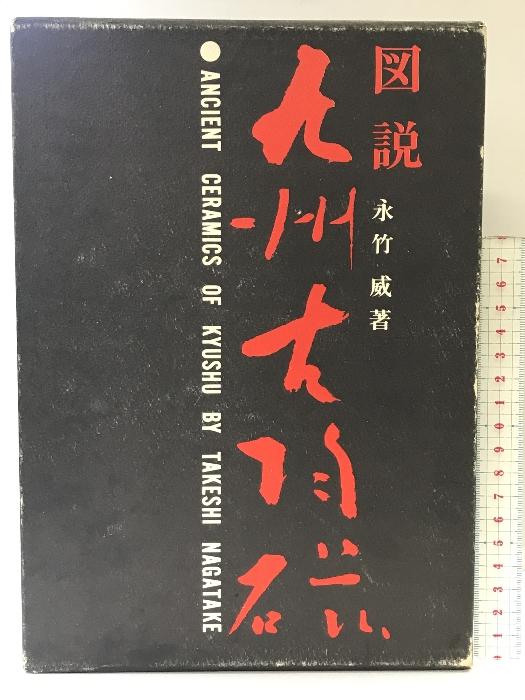 図説
永竹 威 著
九州古陶磁
● ANCIENT CERAMICS OF KYUSHU BY TAKESHI NAGATAKE